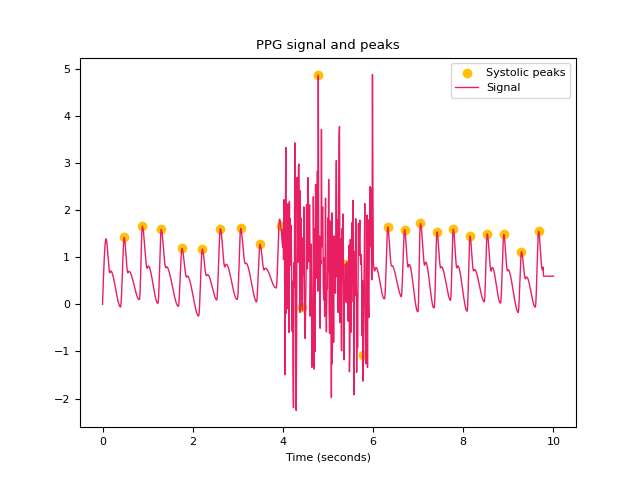 PPG signal and peaks
Systolic peaks
Signal
5
4
3
2
1
0
−1
−2
0 2 4 6 8 10
Time (seconds)